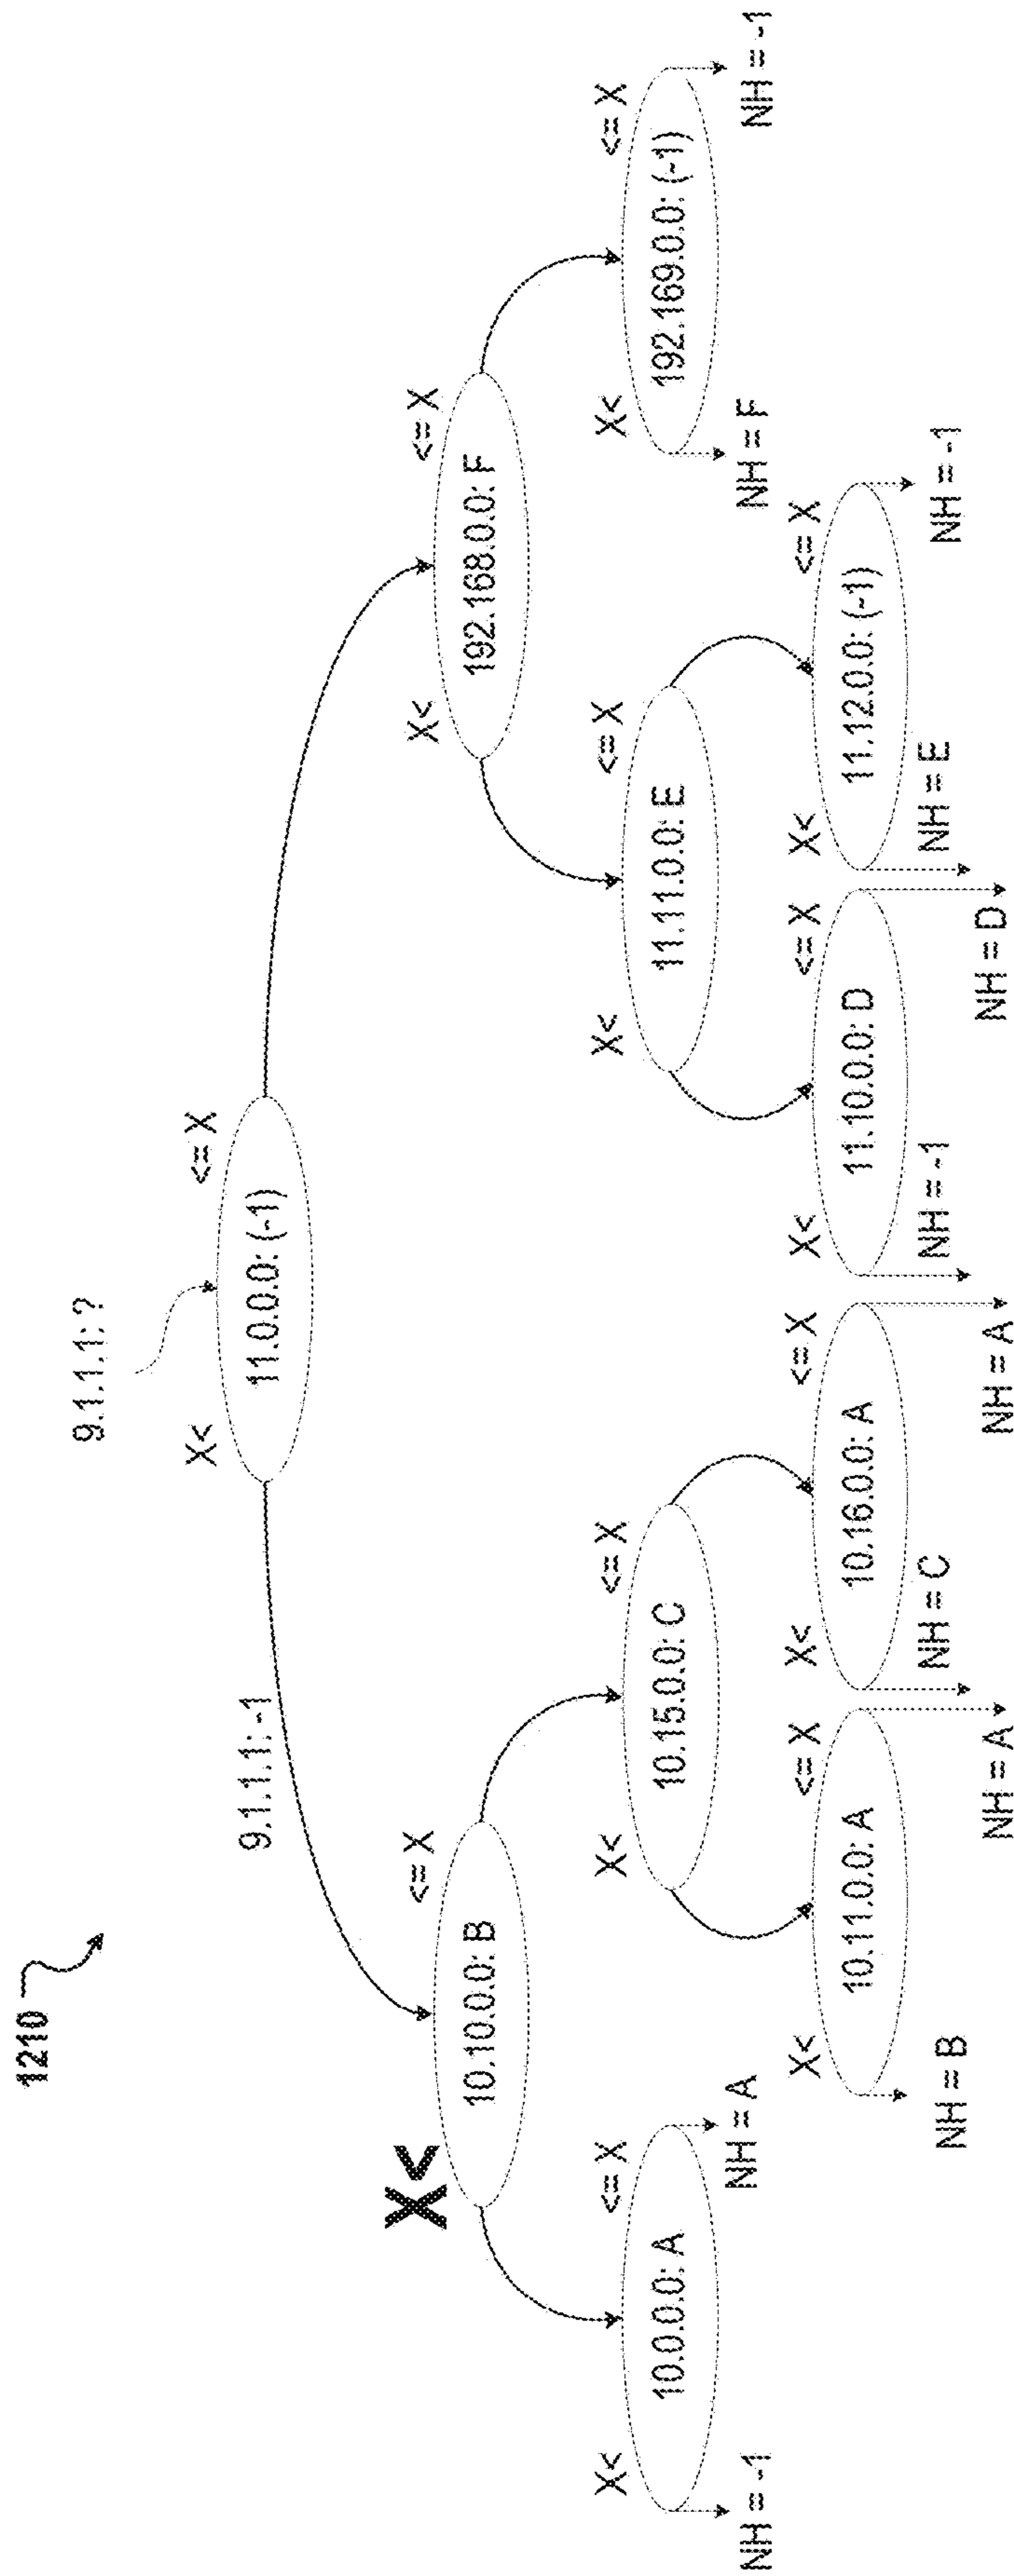 1210
9.1.1.1: ?
X<
<= X
11.0.0.0: (-1)
9.1.1.1: -1
X<
<= X
10.10.0.0: B
X<
<= X
192.168.0.0: F
X<
<= X
10.0.0.0: A
NH = -1
NH = A
X<
<= X
10.15.0.0: C
X<
<= X
11.11.0.0: E
X<
<= X
192.169.0.0: (-1)
NH = F
NH = -1
X<
<= X
10.11.0.0: A
NH = B
NH = A
X<
<= X
10.16.0.0: A
NH = C
NH = A
X<
<= X
11.10.0.0: D
NH = -1
NH = D
X<
<= X
11.12.0.0: (-1)
NH = E
NH = -1